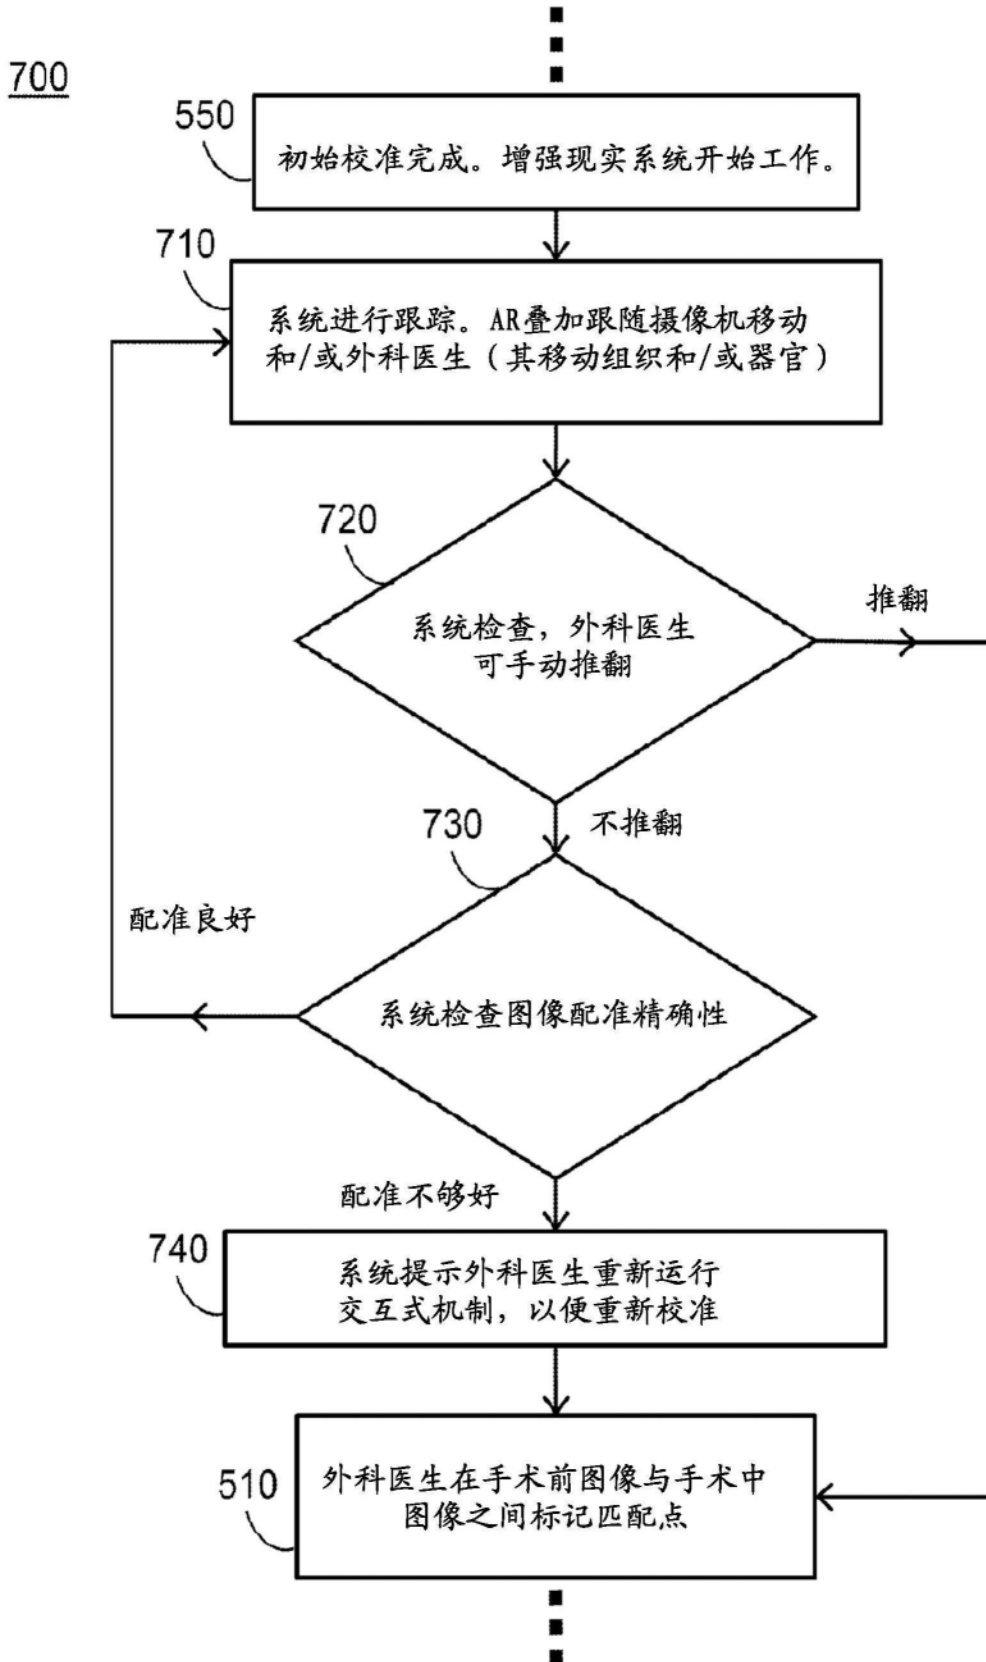 700
550
初始校准完成。增强现实系统开始工作。
710
系统进行跟踪。AR叠加跟随摄像机移动
和/或外科医生（其移动组织和/或器官）
720
系统检查，外科医生
可手动推翻
推翻
不推翻
730
配准良好
系统检查图像配准精确性
配准不够好
740
系统提示外科医生重新运行
交互式机制，以便重新校准
510
外科医生在手术前图像与手术中
图像之间标记匹配点